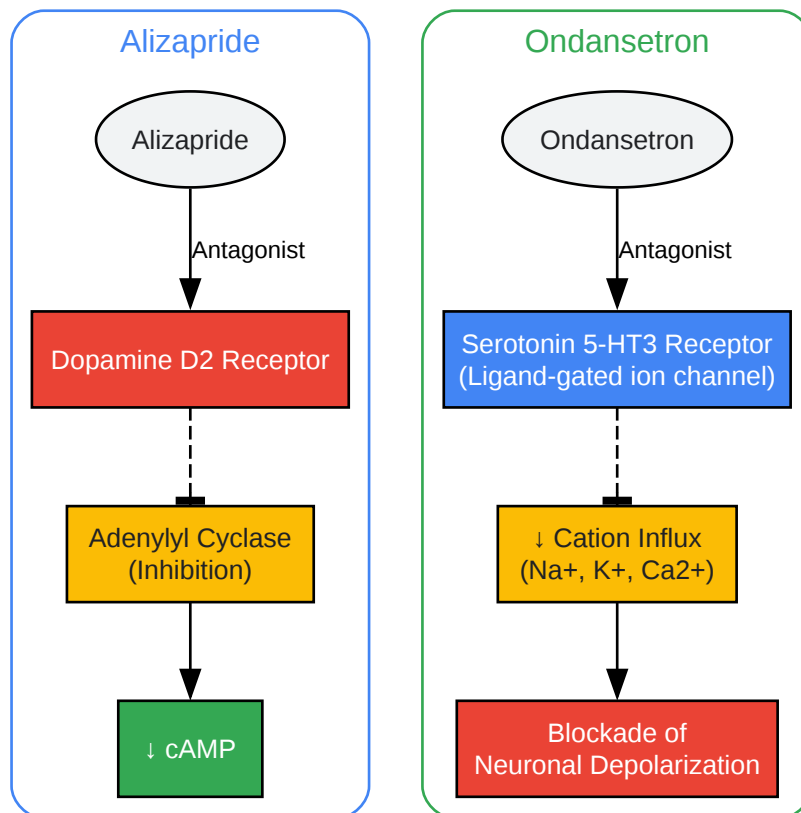 Alizapride
Alizapride
Antagonist
Dopamine D2 Receptor
Adenylyl Cyclase
(Inhibition)
↓ cAMP
Ondansetron
Ondansetron
Antagonist
Serotonin 5-HT3 Receptor
(Ligand-gated ion channel)
↓ Cation Influx
(Na+, K+, Ca2+)
Blockade of
Neuronal Depolarization